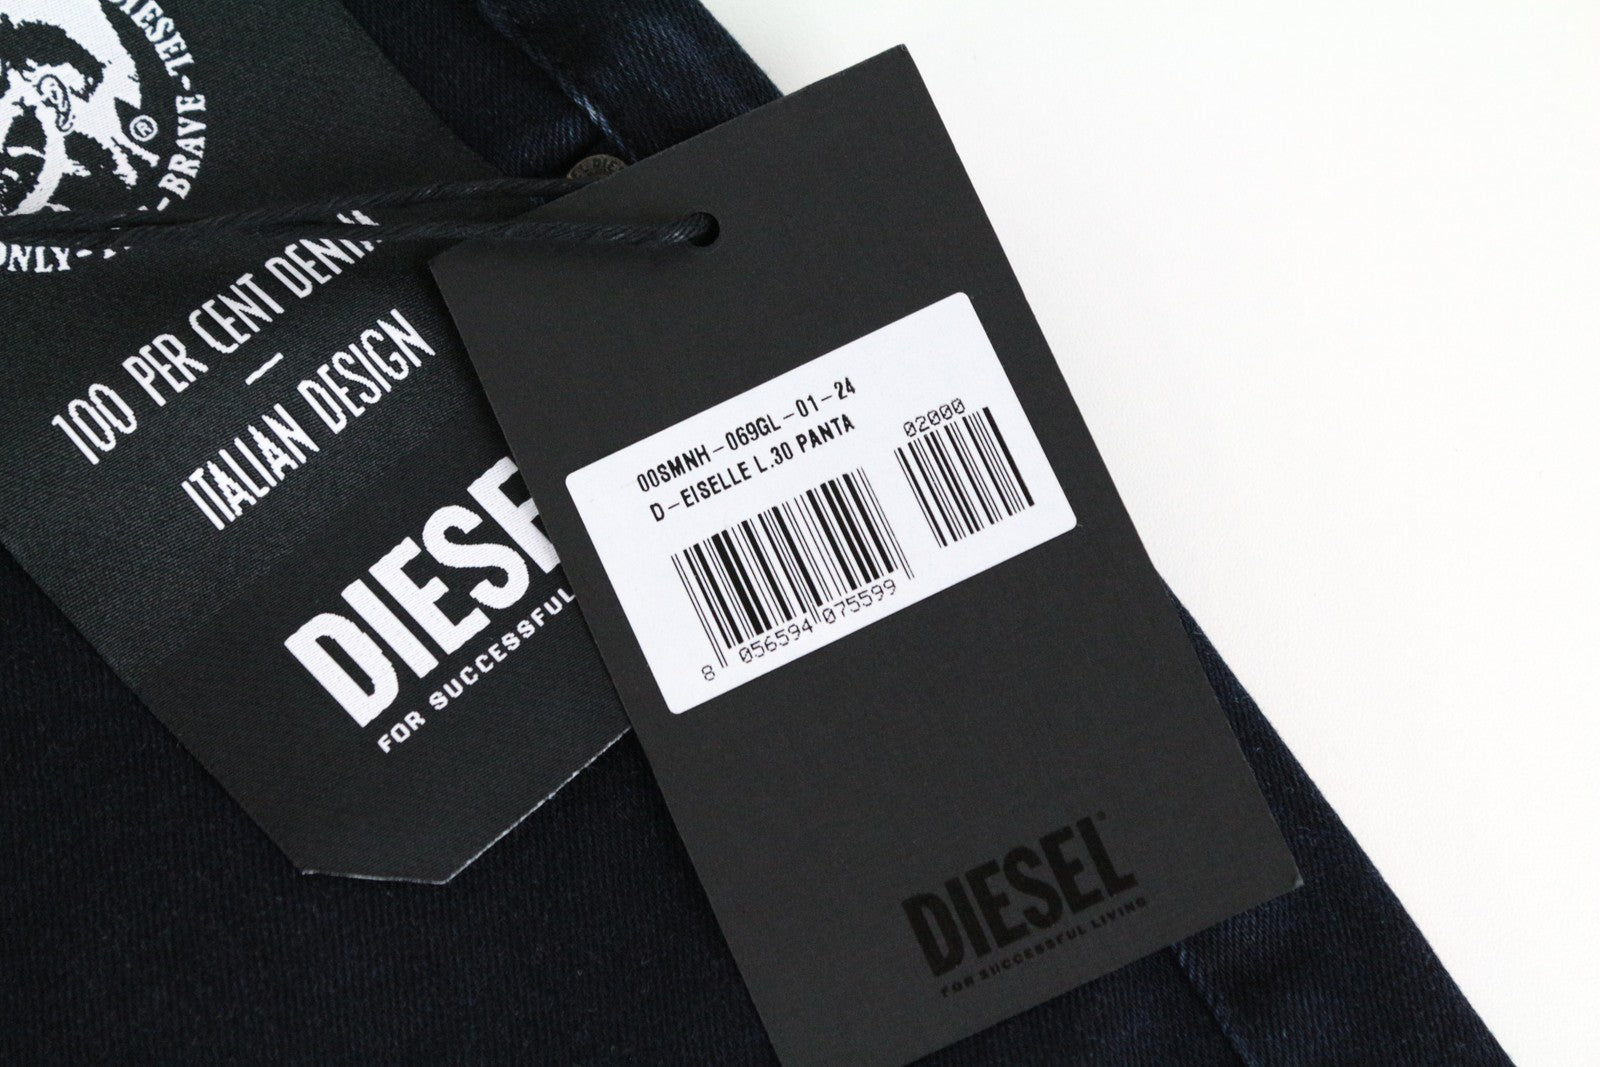 DIESEL-
-BRAVE-
ONLY-
®
100 PER CENT DENIM
—
ITALIAN DESIGN
DIESE
FOR SUCCESSFUL
00SMNH-069GL-01-24
D-EISELLE L.30 PANTA
02000
8 056594 075599
DIESEL
FOR SUCCESSFUL LIVING